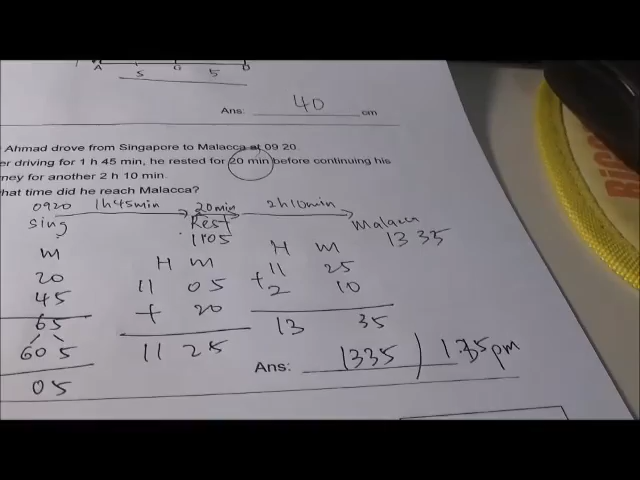 A G D
5 5
Ans: 40 cm
Ahmad drove from Singapore to Malacca at 09 20.
er driving for 1 h 45 min, he rested for 20 min before continuing his
ney for another 2 h 10 min.
hat time did he reach Malacca?
0920 1h45min 20min 2h10min
Sing Rest Malacca
1105 1335
M H M H M
20 11 05 +11 25
45 + 20 2 10
65 13 35
60 5 11 25
05
Ans: 1335 / 1.35pm